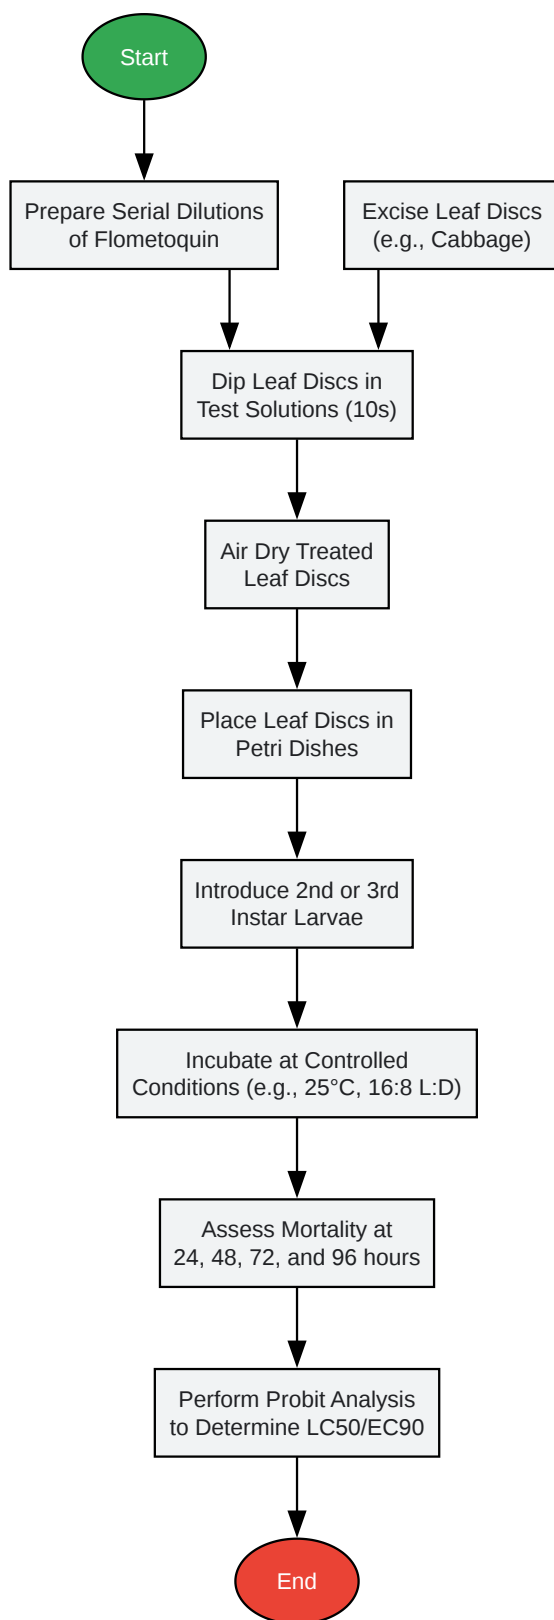 Start
Prepare Serial Dilutions
of Flometoquin
Excise Leaf Discs
(e.g., Cabbage)
Dip Leaf Discs in
Test Solutions (10s)
Air Dry Treated
Leaf Discs
Place Leaf Discs in
Petri Dishes
Introduce 2nd or 3rd
Instar Larvae
Incubate at Controlled
Conditions (e.g., 25°C, 16:8 L:D)
Assess Mortality at
24, 48, 72, and 96 hours
Perform Probit Analysis
to Determine LC50/EC90
End